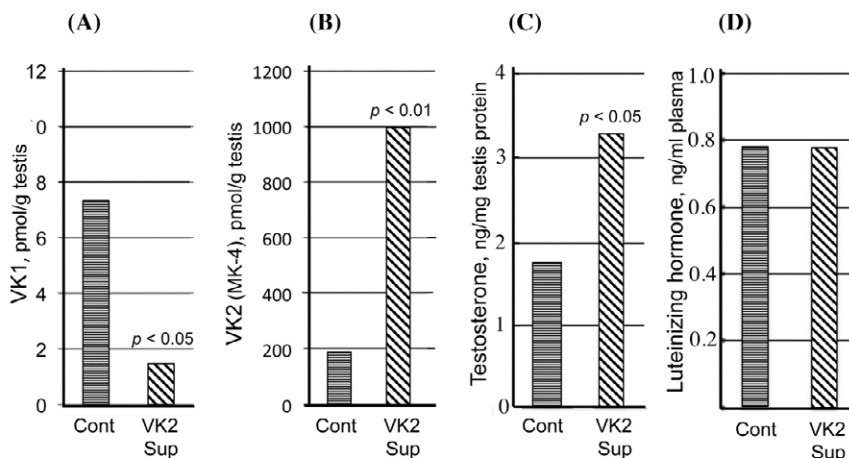 (A)
VK1, pmol/g testis
12
0
8
6
4
2
0
p < 0.05
Cont
VK2
Sup
(B)
VK2 (MK-4), pmol/g testis
1200
1000
800
600
400
200
0
p < 0.01
Cont
VK2
Sup
(C)
Testosterone, ng/mg testis protein
4
3
2
1
0
p < 0.05
Cont
VK2
Sup
(D)
Luteinizing hormone, ng/ml plasma
1.0
0.8
0.6
0.4
0.2
Cont
VK2
Sup